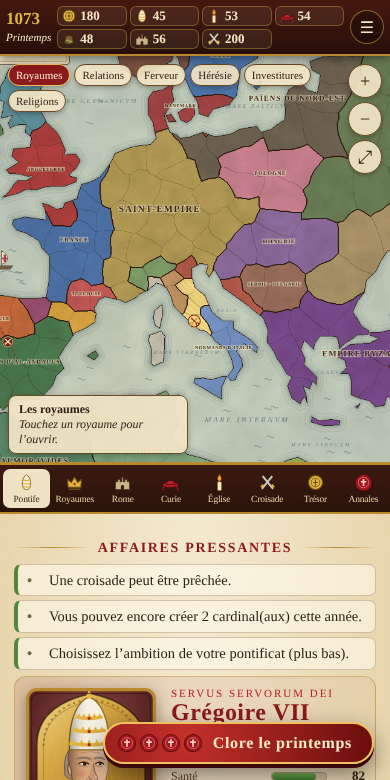 1073
Printemps
180
45
53
54
48
56
200
Royaumes
Relations
Ferveur
Hérésie
Investitures
Religions
DANMARK
PAÏENS DU NORD-EST
ANGLETERRE
POLOGNE
SAINT-EMPIRE
FRANCE
HONGRIE
EMPIRE BYZA
NORMANDS D'ITALIE
MARE INTERNVM
Les royaumes
Touchez un royaume pour
l'ouvrir.
Pontife
Royaumes
Rome
Curie
Église
Croisade
Trésor
Annales
AFFAIRES PRESSANTES
• Une croisade peut être prêchée.
• Vous pouvez encore créer 2 cardinal(aux) cette année.
• Choisissez l'ambition de votre pontificat (plus bas).
SERVUS SERVORUM DEI
Grégoire VII
Clore le printemps
Santé
82